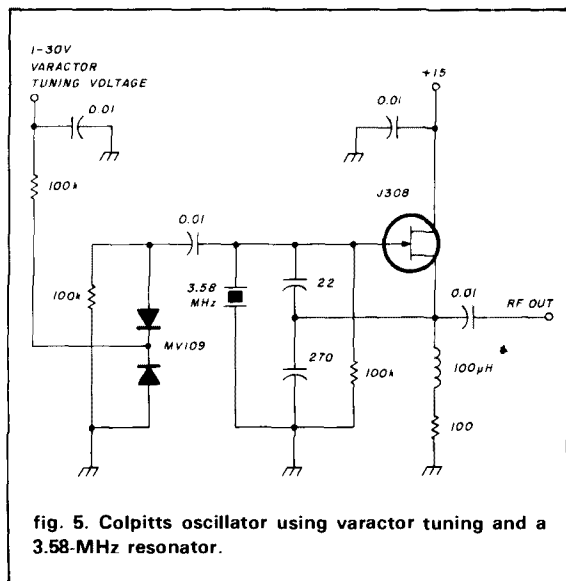 1-30V
VARACTOR
TUNING VOLTAGE
0.01
100k
+15
0.01
J308
0.01
100k
3.58
MHz
22
0.01
RF OUT
MV109
270
100k
100µH
100
fig. 5. Colpitts oscillator using varactor tuning and a
3.58-MHz resonator.